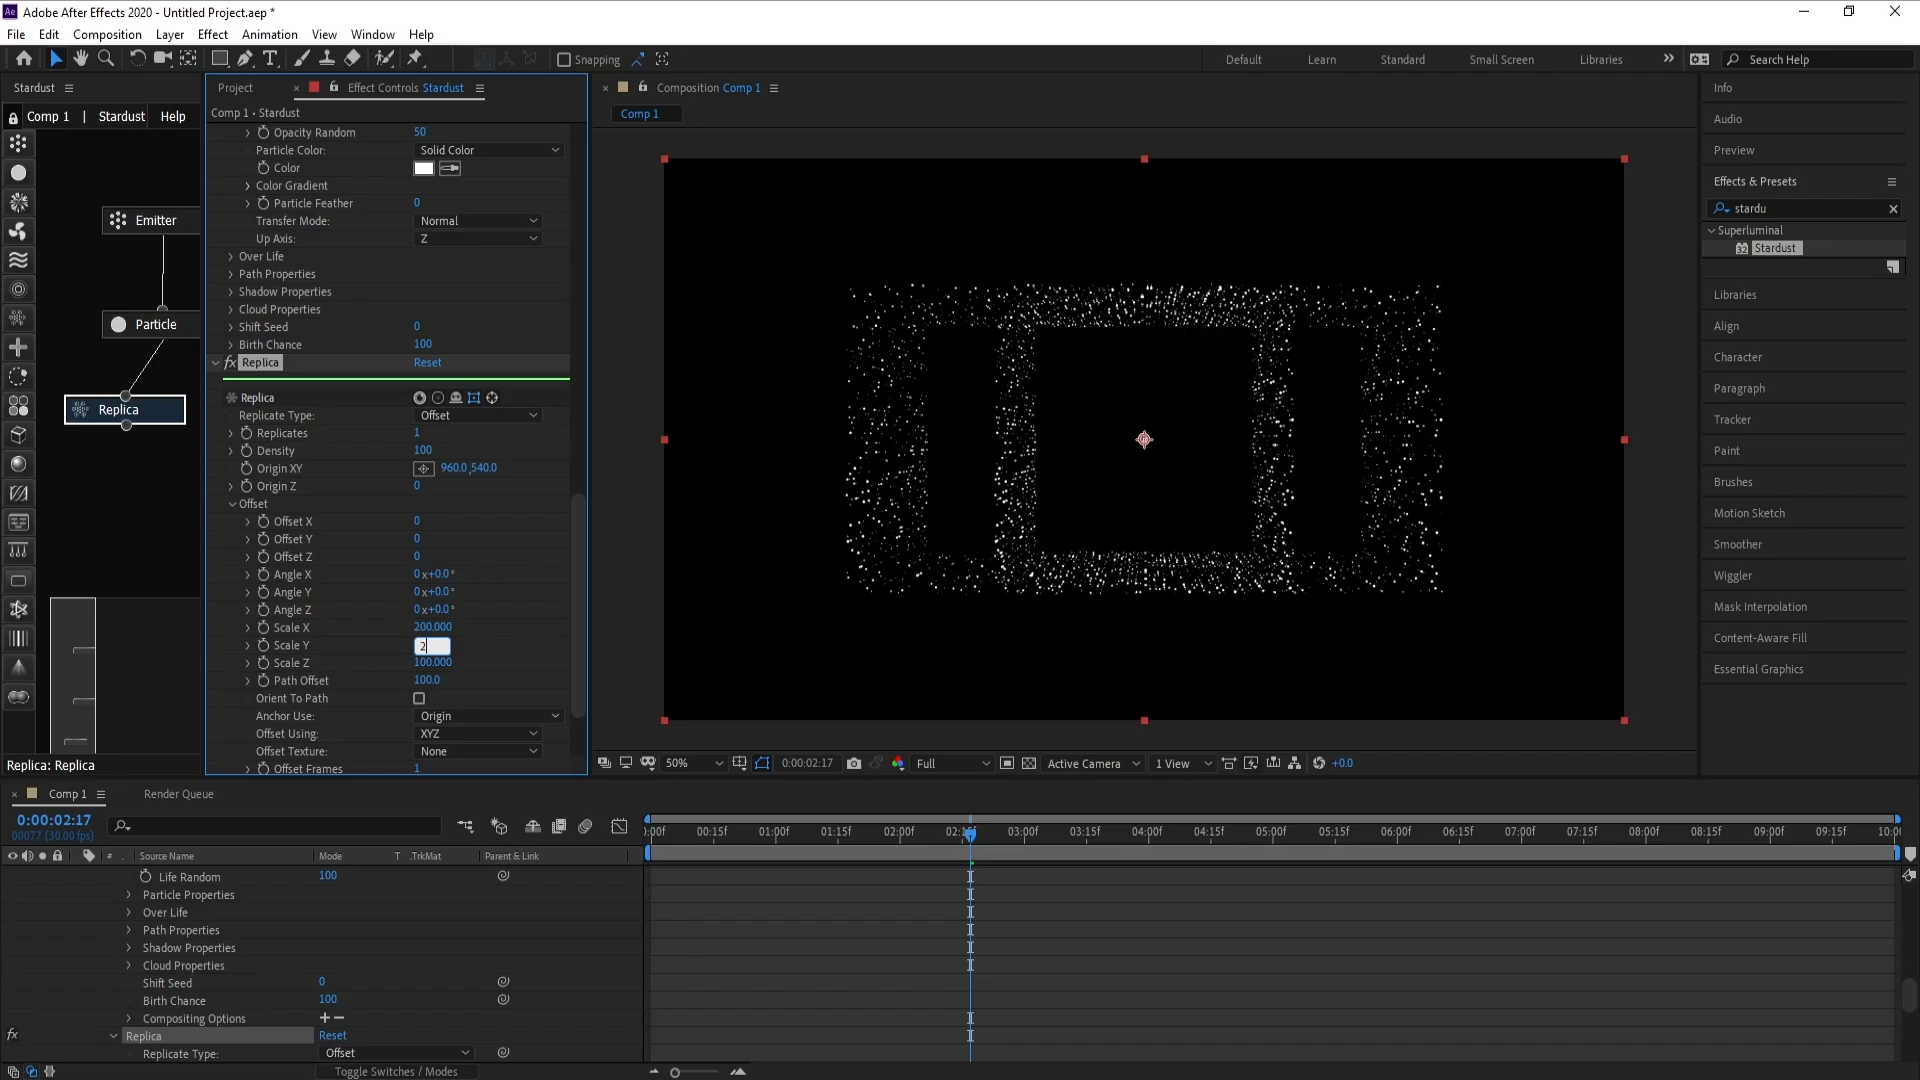 Adobe After Effects 2020 - Untitled Project.aep *
File Edit Composition Layer Effect Animation View Window Help
Snapping
Default Learn Standard Small Screen Libraries Search Help
Stardust
Comp 1 | Stardust Help
Emitter
Particle
Replica
Replica: Replica
Project Effect Controls Stardust
Comp 1 • Stardust
Opacity Random 50
Particle Color: Solid Color
Color
Color Gradient
Particle Feather 0
Transfer Mode: Normal
Up Axis: Z
Over Life
Path Properties
Shadow Properties
Cloud Properties
Shift Seed 0
Birth Chance 100
fx Replica Reset
Replica
Replicate Type: Offset
Replicates 1
Density 100
Origin XY 960.0,540.0
Origin Z 0
Offset
Offset X 0
Offset Y 0
Offset Z 0
Angle X 0x+0.0°
Angle Y 0x+0.0°
Angle Z 0x+0.0°
Scale X 200.000
Scale Y 2
Scale Z 100.000
Path Offset 100.0
Orient To Path
Anchor Use: Origin
Offset Using: XYZ
Offset Texture: None
Offset Frames 1
Composition Comp 1
Comp 1
50% 0:00:02:17 Full Active Camera 1 View +0.0
Info
Audio
Preview
Effects & Presets
stardu
Superluminal
32 Stardust
Libraries
Align
Character
Paragraph
Tracker
Paint
Brushes
Motion Sketch
Smoother
Wiggler
Mask Interpolation
Content-Aware Fill
Essential Graphics
Comp 1 Render Queue
0:00:02:17
00077 (30.00 fps)
# Source Name Mode T .TrkMat Parent & Link
:00f 00:15f 01:00f 01:15f 02:00f 02:15f 03:00f 03:15f 04:00f 04:15f 05:00f 05:15f 06:00f 06:15f 07:00f 07:15f 08:00f 08:15f 09:00f 09:15f 10:0
Life Random 100
Particle Properties
Over Life
Path Properties
Shadow Properties
Cloud Properties
Shift Seed 0
Birth Chance 100
Compositing Options +−
fx Replica Reset
Replicate Type: Offset
Toggle Switches / Modes